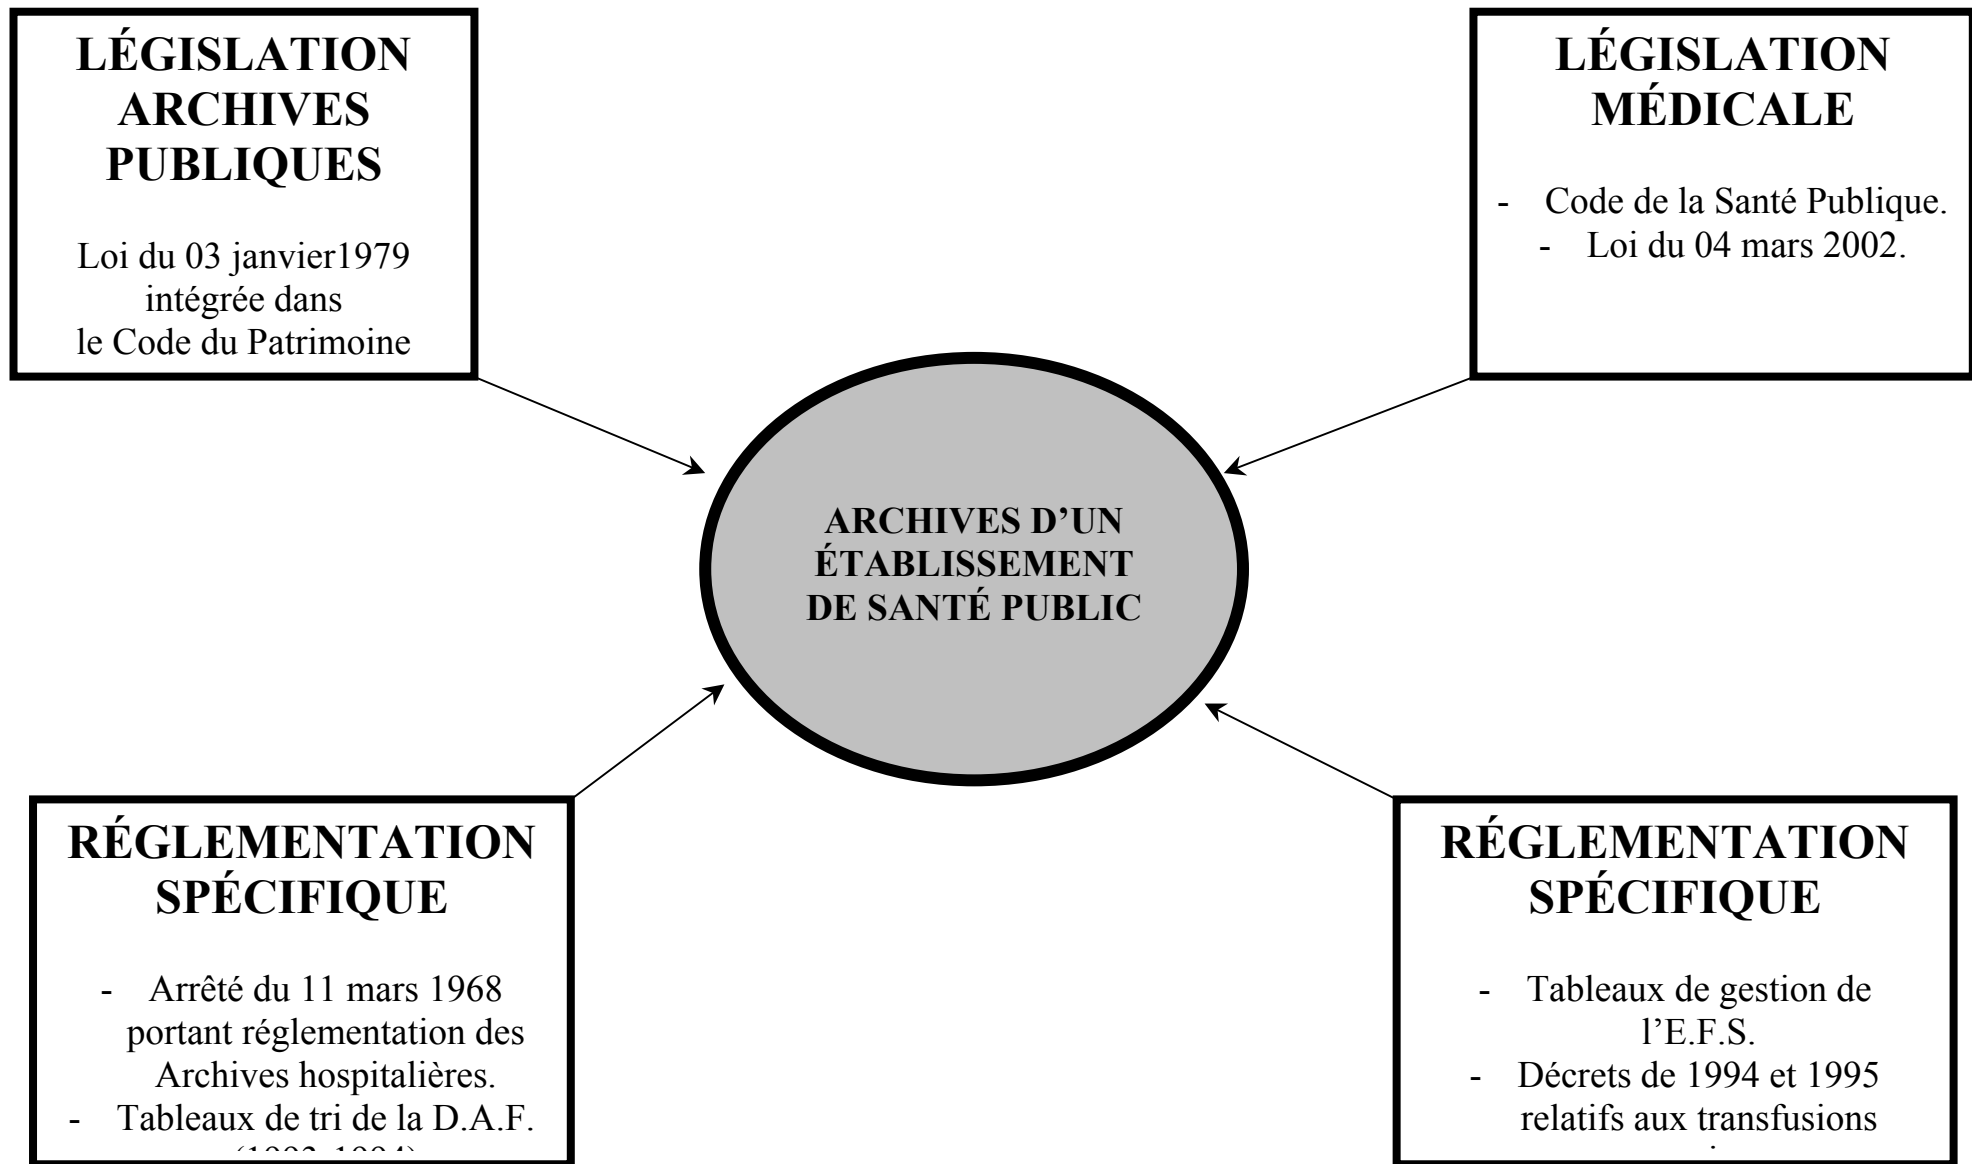 LÉGISLATION
ARCHIVES
PUBLIQUES
Loi du 03 janvier1979
intégrée dans
le Code du Patrimoine
LÉGISLATION
MÉDICALE
- Code de la Santé Publique.
- Loi du 04 mars 2002.
ARCHIVES D’UN
ÉTABLISSEMENT
DE SANTÉ PUBLIC
RÉGLEMENTATION
SPÉCIFIQUE
- Arrêté du 11 mars 1968
portant réglementation des
Archives hospitalières.
- Tableaux de tri de la D.A.F.
RÉGLEMENTATION
SPÉCIFIQUE
- Tableaux de gestion de
l’E.F.S.
- Décrets de 1994 et 1995
relatifs aux transfusions